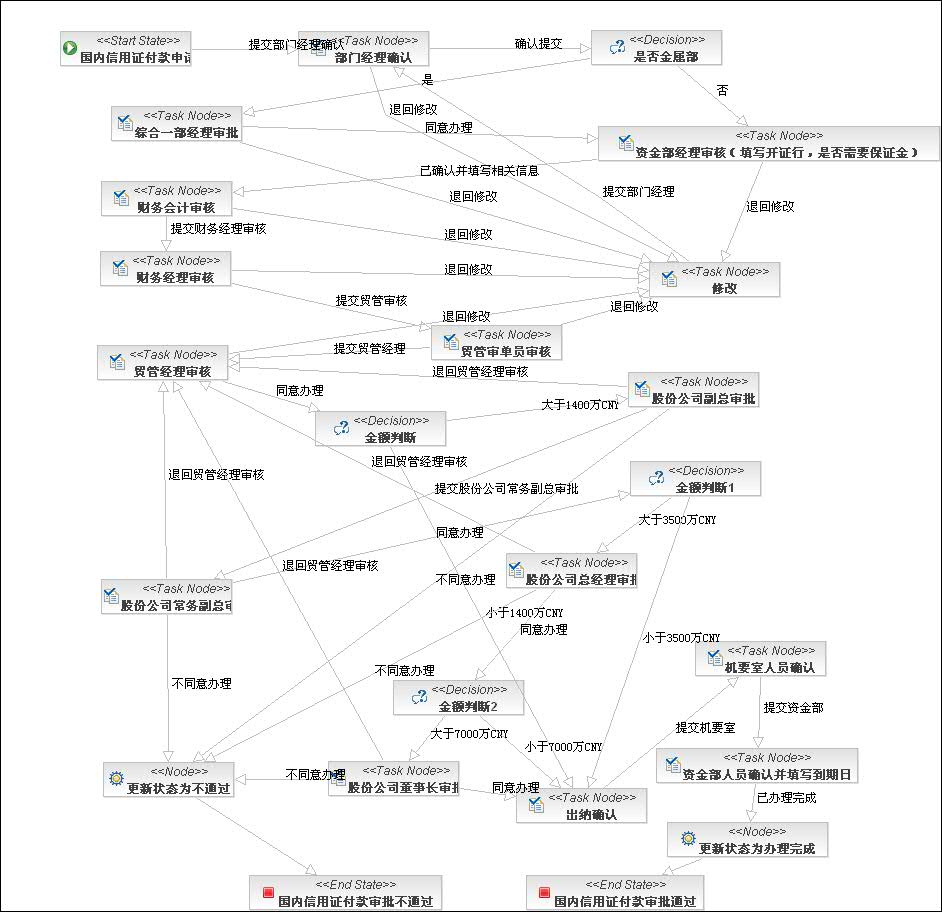 <<Start State>>
国内信用证付款申请
提交部门经理确认
<<Task Node>>
部门经理确认
确认提交
<<Decision>>
是否金属部
是
否
<<Task Node>>
综合一部经理审批
退回修改
同意办理
<<Task Node>>
资金部经理审核（填写开证行，是否需要保证金）
已确认并填写相关信息
<<Task Node>>
财务会计审核
退回修改
提交部门经理
退回修改
提交财务经理审核
退回修改
<<Task Node>>
财务经理审核
退回修改
<<Task Node>>
修改
提交贸管审核
退回修改
退回修改
<<Task Node>>
贸管审单员审核
提交贸管经理
<<Task Node>>
贸管经理审核
退回贸管经理审核
同意办理
<<Task Node>>
股份公司副总审批
大于1400万CNY
<<Decision>>
金额判断
退回贸管经理审核
退回贸管经理审核
提交股份公司常务副总审批
<<Decision>>
金额判断1
大于3500万CNY
同意办理
退回贸管经理审核
<<Task Node>>
股份公司总经理审批
不同意办理
<<Task Node>>
股份公司常务副总审
小于1400万CNY
同意办理
小于3500万CNY
<<Task Node>>
机要室人员确认
不同意办理
不同意办理
<<Decision>>
金额判断2
提交资金部
大于7000万CNY
小于7000万CNY
提交机要室
<<Task Node>>
资金部人员确认并填写到期日
<<Node>>
更新状态为不通过
不同意办理
<<Task Node>>
股份公司董事长审批
同意办理
<<Task Node>>
出纳确认
已办理完成
<<Node>>
更新状态为办理完成
<<End State>>
国内信用证付款审批不通过
<<End State>>
国内信用证付款审批通过